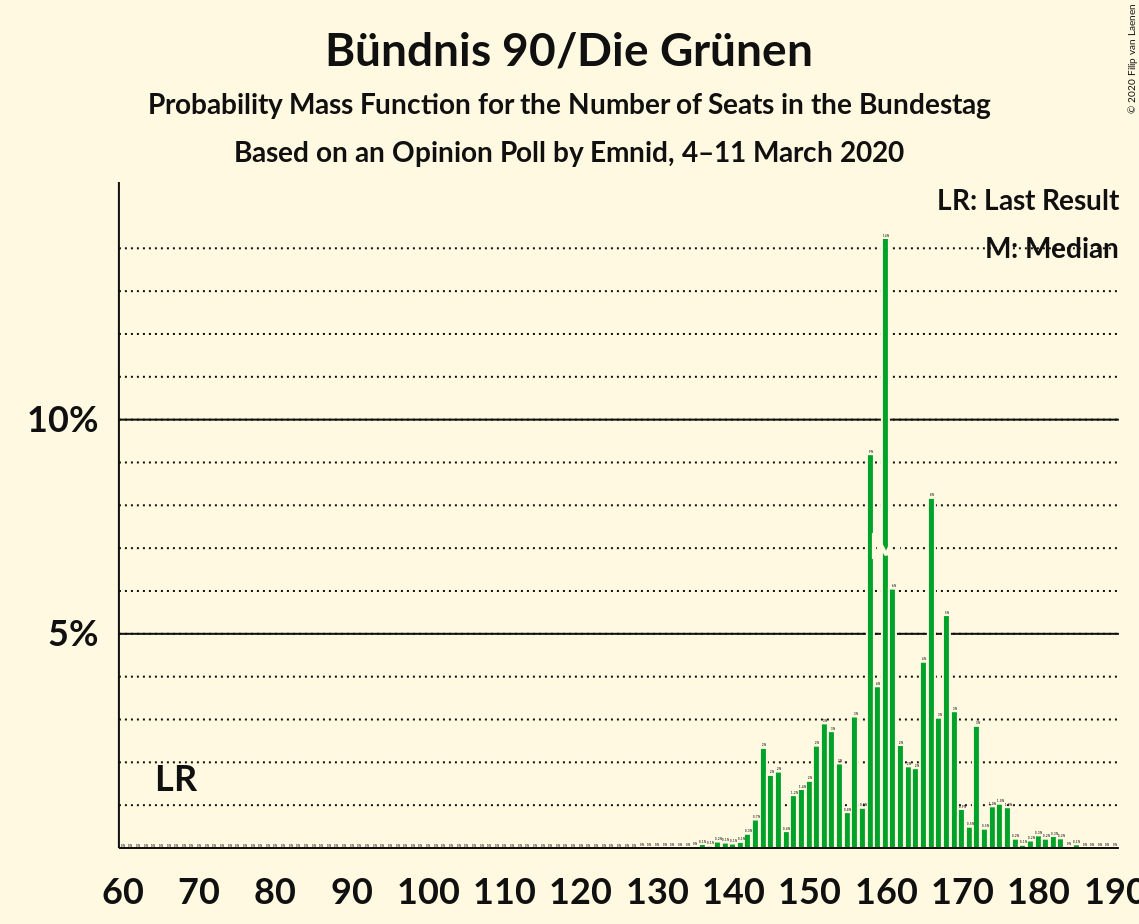 Bündnis 90/Die Grünen
Probability Mass Function for the Number of Seats in the Bundestag
Based on an Opinion Poll by Emnid, 4–11 March 2020
© 2020 Filip van Laenen
LR: Last Result
M: Median
10%
5%
LR
60 70 80 90 100 110 120 130 140 150 160 170 180 190